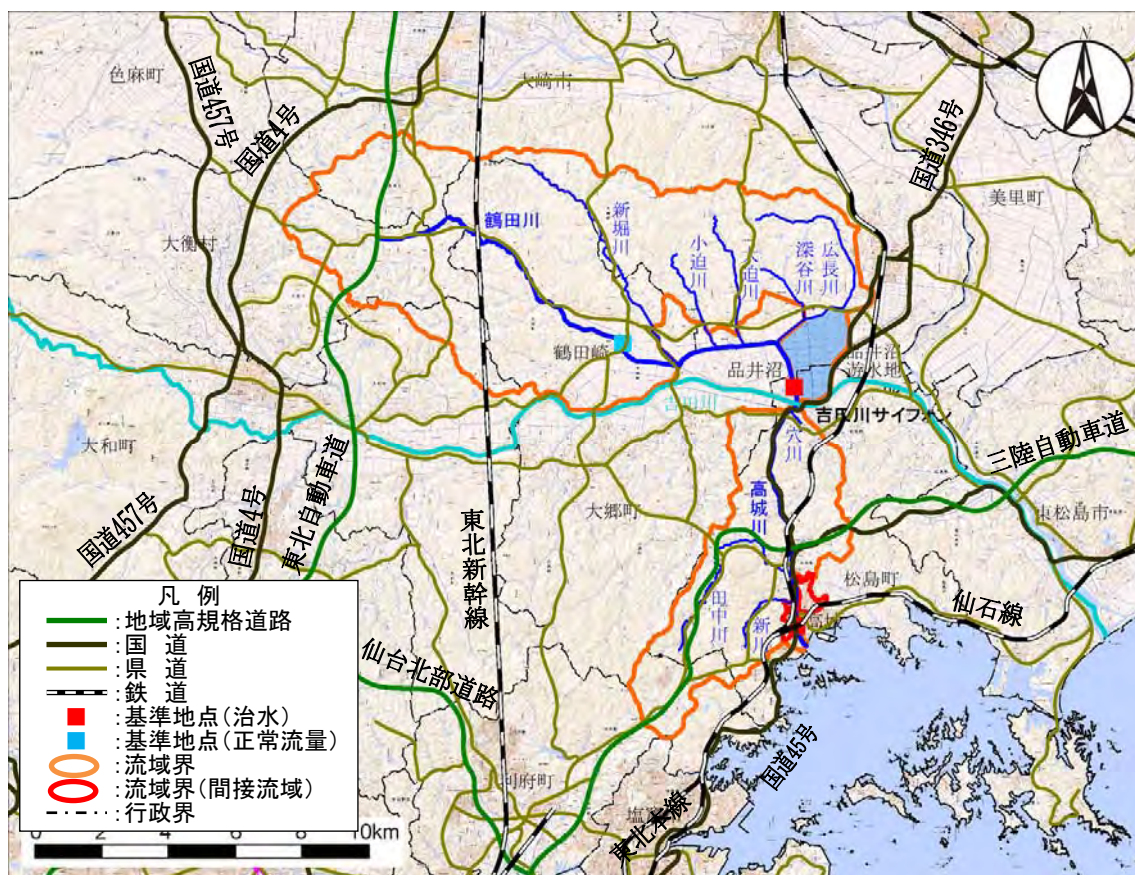 N
色麻町
国道457号
国道4号
大崎市
国道346号
美里町
大衡村
鶴田川
新堀川
小迫川
大迫川
深谷川
広長川
鶴田崎
品井沼
品井沼
遊水地
吉田川
吉田川サイフォン
穴川
大和町
三陸自動車道
高城川
大郷町
東松島市
国道457号
国道4号
東北自動車道
東北新幹線
松島町
仙石線
田中川
新川
高城
仙台北部道路
国道45号
利府町
東北本線
凡 例
:地域高規格道路
:国 道
:県 道
:鉄 道
:基準地点(治水)
:基準地点(正常流量)
:流域界
:流域界(間接流域)
:行政界
0 2 4 6 8 10km